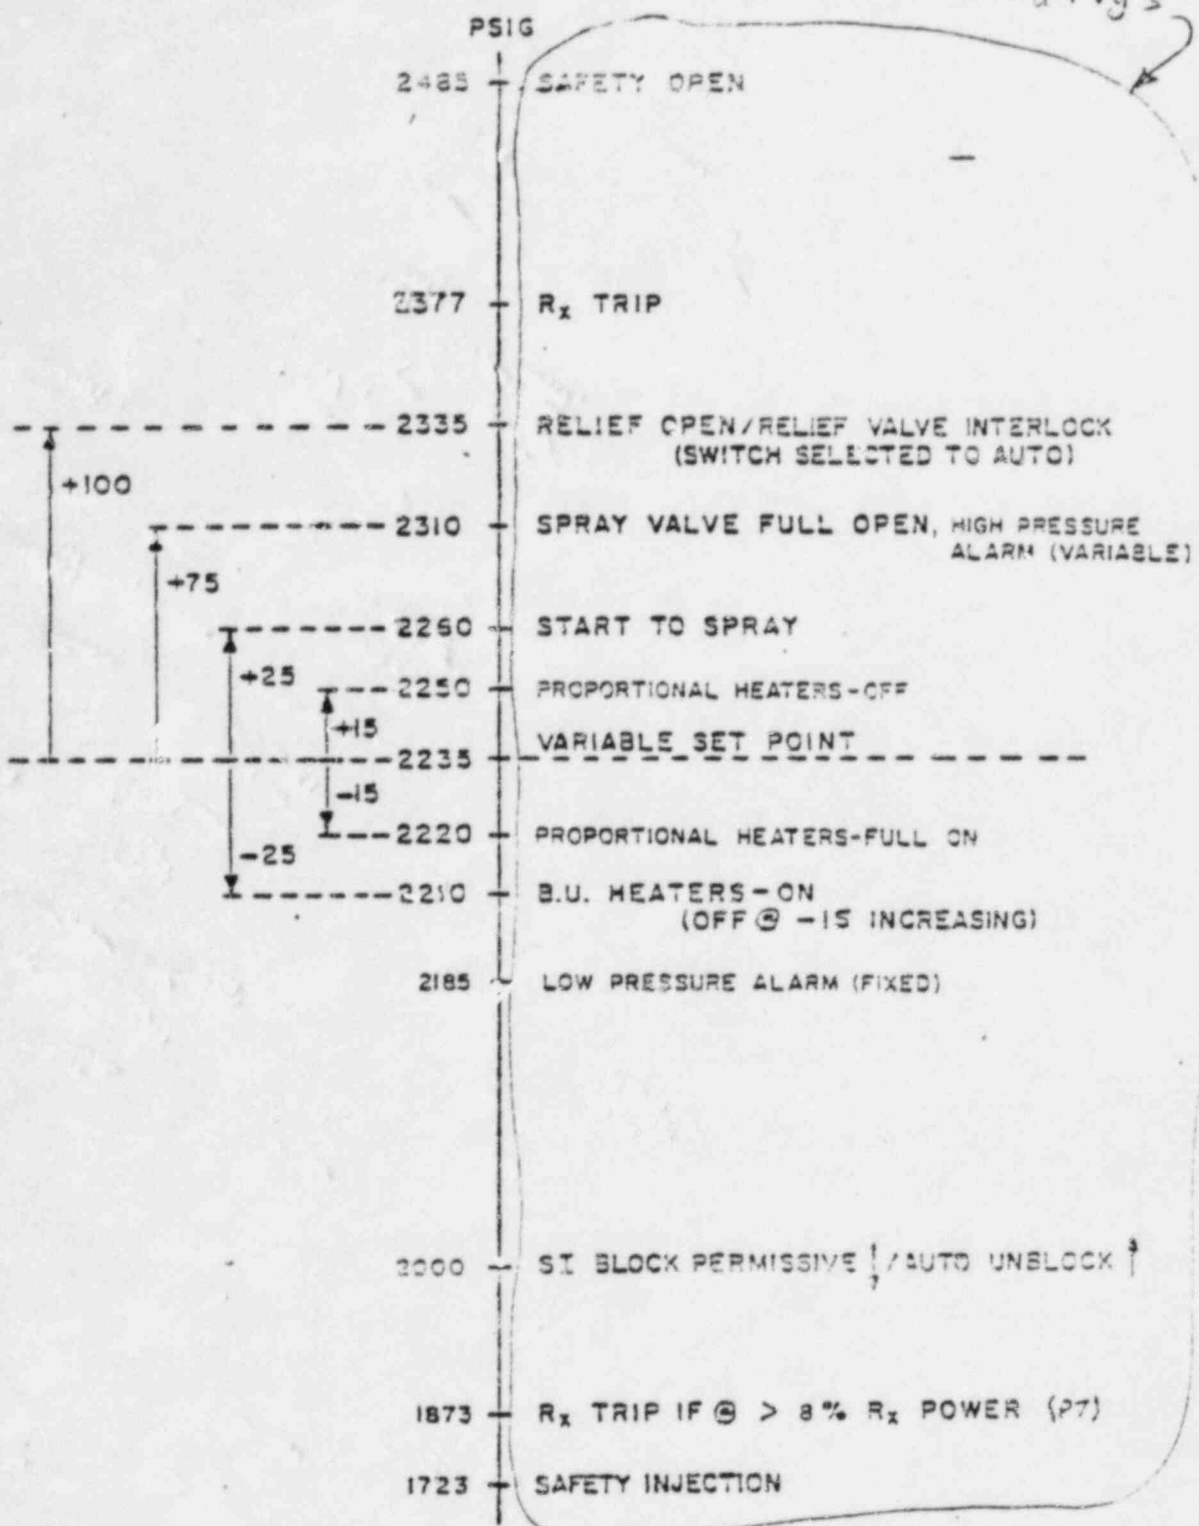 PSIG
2485 SAFETY OPEN
2377 Rx TRIP
2335 RELIEF OPEN/RELIEF VALVE INTERLOCK
(SWITCH SELECTED TO AUTO)
+100
2310 SPRAY VALVE FULL OPEN, HIGH PRESSURE
ALARM (VARIABLE)
+75
2260 START TO SPRAY
+25
2250 PROPORTIONAL HEATERS-OFF
+15
VARIABLE SET POINT
2235
-15
2220 PROPORTIONAL HEATERS-FULL ON
-25
2210 B.U. HEATERS-ON
(OFF @ -15 INCREASING)
2185 LOW PRESSURE ALARM (FIXED)
2000 SI BLOCK PERMISSIVE ↓/AUTO UNBLOCK ↑
1873 Rx TRIP IF @ > 8% Rx POWER (P7)
1723 SAFETY INJECTION